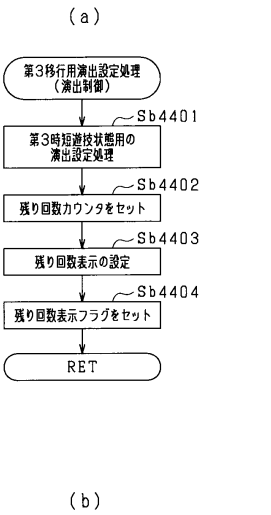 (a)
第3移行用演出設定処理
(演出制御)
Sb4401
第3時短遊技状態用の
演出設定処理
Sb4402
残り回数カウンタをセット
Sb4403
残り回数表示の設定
Sb4404
残り回数表示フラグをセット
RET
(b)